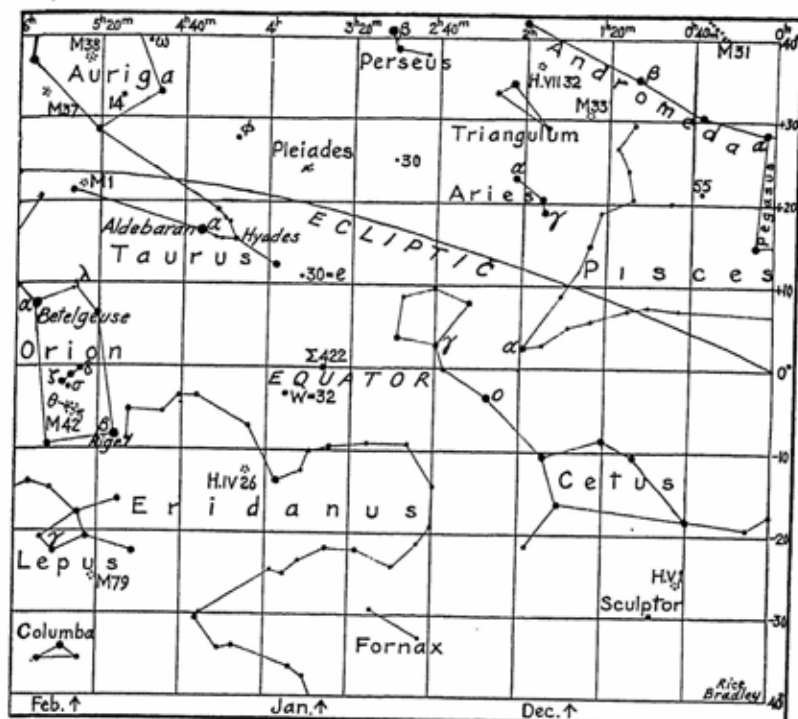 6ʰ 5ʰ20ᵐ 4ʰ40ᵐ 4ʰ 3ʰ20ᵐ β 2ʰ40ᵐ 2ʰ 1ʰ20ᵐ 0ʰ40ᵐ 0ʰ
M38 ω Perseus Andromeda M31
Auriga H.VII 32 β
14 M37 M33
+30
φ Triangulum α
Pleiades 30
α
M1 Aries 55
γ +20
Aldebaran α Hyades ECLIPTIC Pegasus
Taurus Pisces
30=e
λ +10
α
Betelgeuse
γ α
Orion Σ422
δ EQUATOR 0°
ζ σ
W=32 o
θ
M42 β
Rigel -10
H.IV 26 Cetus
Eridanus
-20
γ
Lepus
M79 H.V1
Sculptor
-30
Columba
Fornax
Rice
Bradley
-40
Feb.↑ Jan.↑ Dec.↑